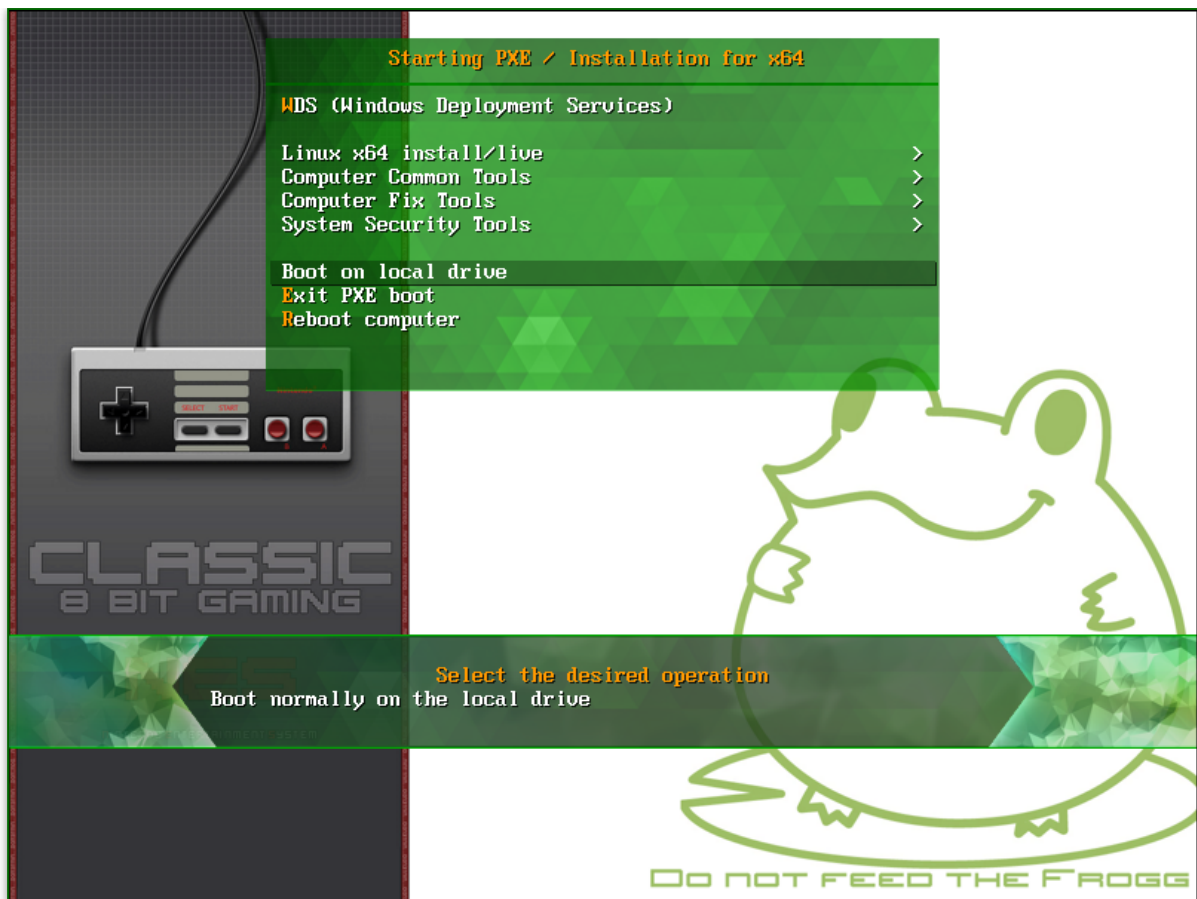 Starting PXE / Installation for x64
WDS (Windows Deployment Services)
Linux x64 install/live >
Computer Common Tools >
Computer Fix Tools >
System Security Tools >
Boot on local drive
Exit PXE boot
Reboot computer
SELECT START
B A
CLASSIC
8 BIT GAMING
Select the desired operation
Boot normally on the local drive
DO NOT FEED THE FROGG